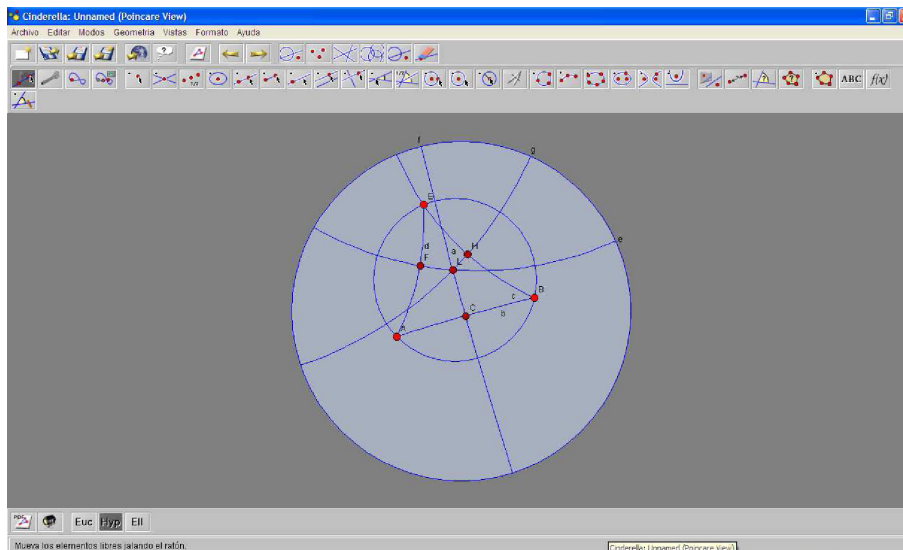 Cinderella: Unnamed (Poincare View)
Archivo Editar Modos Geometria Vistas Formato Ayuda
ABC f(x)
f
g
E
d
a
H
e
F
L
B
c
C
b
A
Euc Hyp Ell
Mueva los elementos libres jalando el ratón.
Cinderella: Unnamed (Poincare View)